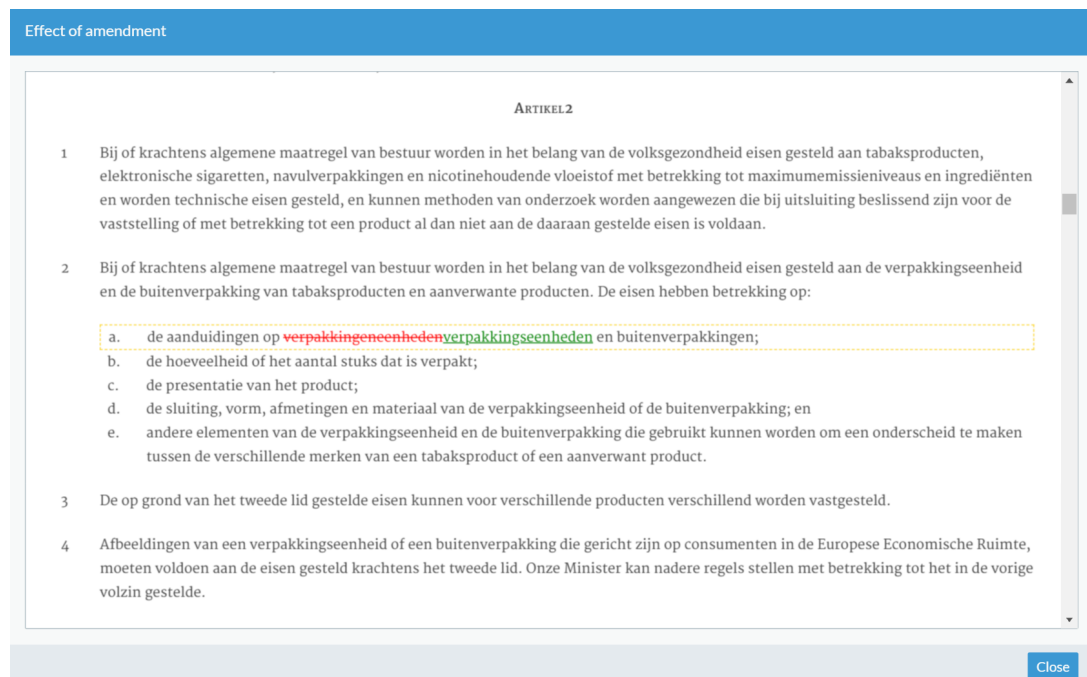 Effect of amendment
ARTIKEL 2
1 Bij of krachtens algemene maatregel van bestuur worden in het belang van de volksgezondheid eisen gesteld aan tabaksproducten,
elektronische sigaretten, navulverpakkingen en nicotinehoudende vloeistof met betrekking tot maximumemissieniveaus en ingrediënten
en worden technische eisen gesteld, en kunnen methoden van onderzoek worden aangewezen die bij uitsluiting beslissend zijn voor de
vaststelling of met betrekking tot een product al dan niet aan de daaraan gestelde eisen is voldaan.
2 Bij of krachtens algemene maatregel van bestuur worden in het belang van de volksgezondheid eisen gesteld aan de verpakkingseenheid
en de buitenverpakking van tabaksproducten en aanverwante producten. De eisen hebben betrekking op:
a. de aanduidingen op verpakkingeneenhedenverpakkingseenheden en buitenverpakkingen;
b. de hoeveelheid of het aantal stuks dat is verpakt;
c. de presentatie van het product;
d. de sluiting, vorm, afmetingen en materiaal van de verpakkingseenheid of de buitenverpakking; en
e. andere elementen van de verpakkingseenheid en de buitenverpakking die gebruikt kunnen worden om een onderscheid te maken
tussen de verschillende merken van een tabaksproduct of een aanverwant product.
3 De op grond van het tweede lid gestelde eisen kunnen voor verschillende producten verschillend worden vastgesteld.
4 Afbeeldingen van een verpakkingseenheid of een buitenverpakking die gericht zijn op consumenten in de Europese Economische Ruimte,
moeten voldoen aan de eisen gesteld krachtens het tweede lid. Onze Minister kan nadere regels stellen met betrekking tot het in de vorige
volzin gestelde.
Close